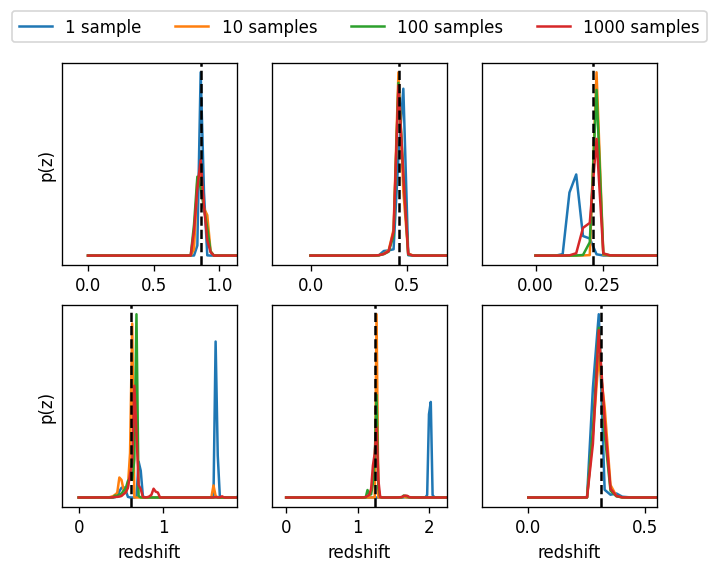 1 sample 10 samples 100 samples 1000 samples
p(z)
0.0 0.5 1.0 0.0 0.5 0.00 0.25
p(z)
0 1 0 1 2 0.0 0.5
redshift redshift redshift